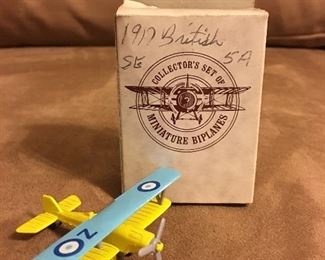 1917 British
SE 5A
COLLECTOR'S SET OF
MINIATURE BIPLANES
Z